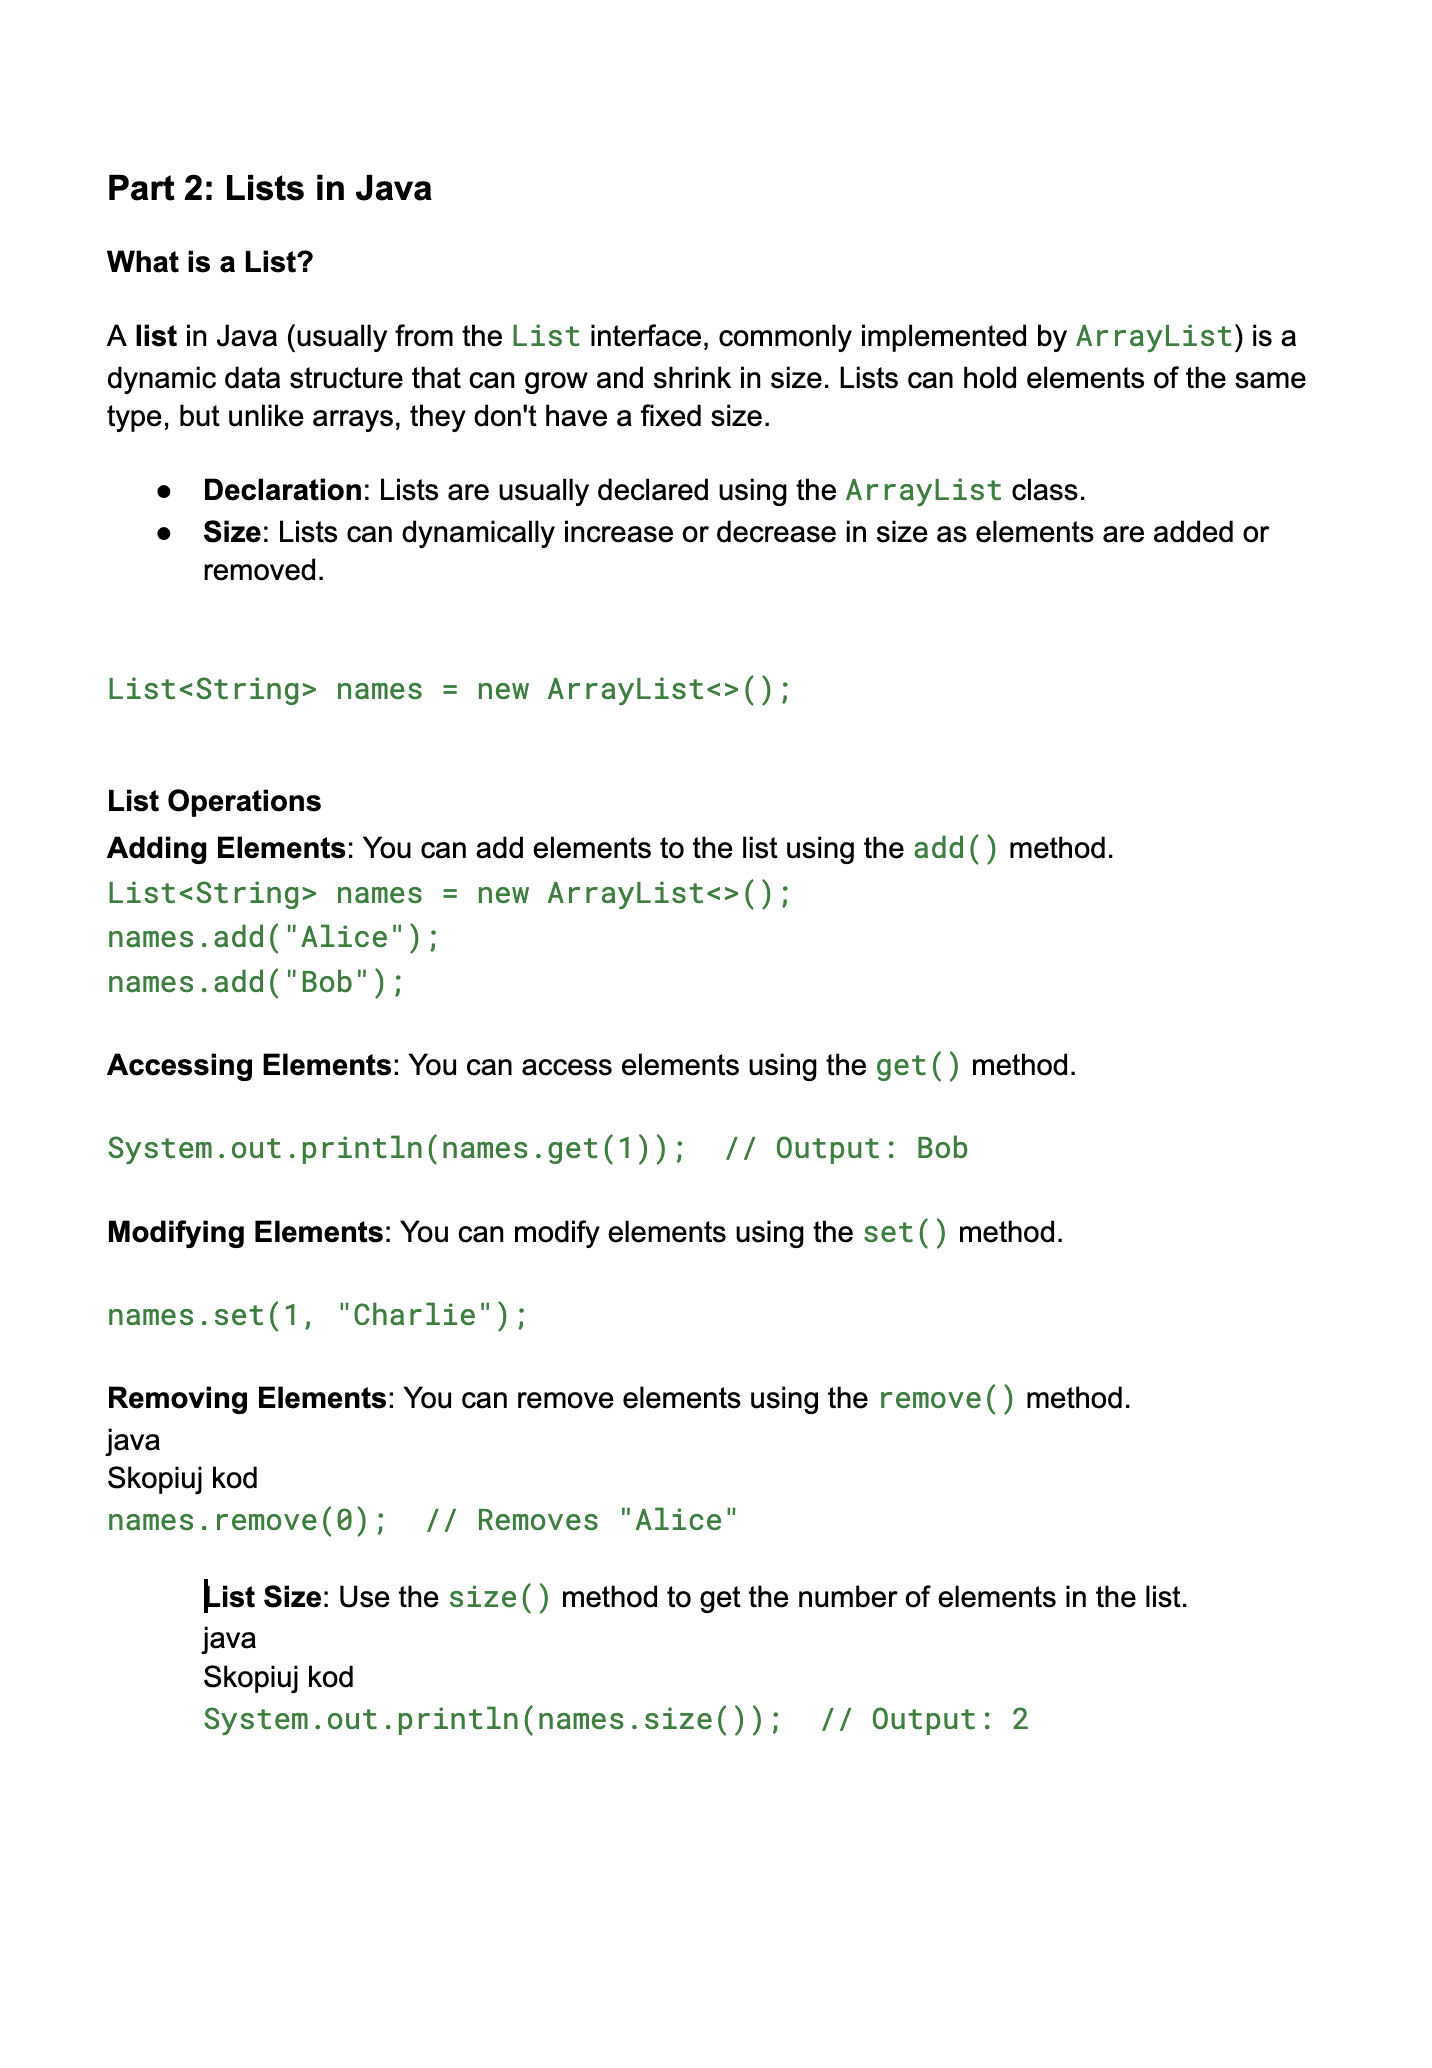 Part 2: Lists in Java
What is a List?
A list in Java (usually from the List interface, commonly implemented by ArrayList) is a
dynamic data structure that can grow and shrink in size. Lists can hold elements of the same
type, but unlike arrays, they don't have a fixed size.
● Declaration: Lists are usually declared using the ArrayList class.
● Size: Lists can dynamically increase or decrease in size as elements are added or
removed.
List<String> names = new ArrayList<>();
List Operations
Adding Elements: You can add elements to the list using the add() method.
List<String> names = new ArrayList<>();
names.add("Alice");
names.add("Bob");
Accessing Elements: You can access elements using the get() method.
System.out.println(names.get(1));  // Output: Bob
Modifying Elements: You can modify elements using the set() method.
names.set(1, "Charlie");
Removing Elements: You can remove elements using the remove() method.
java
Skopiuj kod
names.remove(0);  // Removes "Alice"
List Size: Use the size() method to get the number of elements in the list.
java
Skopiuj kod
System.out.println(names.size());  // Output: 2